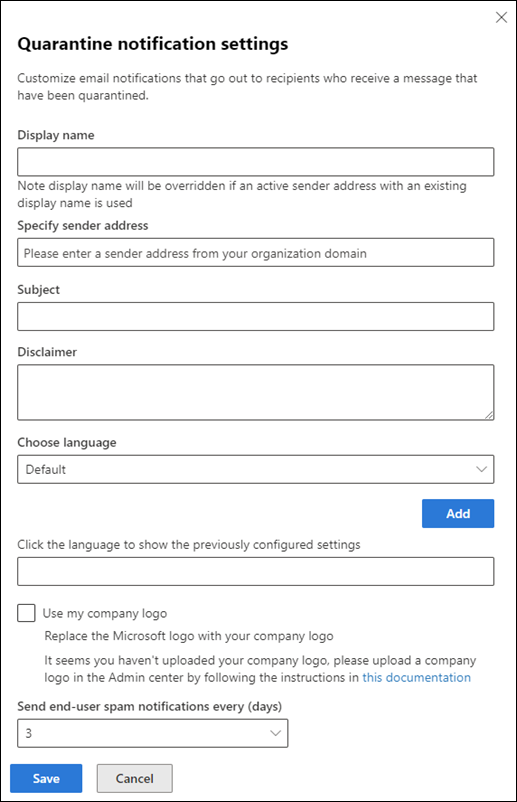 Quarantine notification settings
Customize email notifications that go out to recipients who receive a message that
have been quarantined.
Display name
Note display name will be overridden if an active sender address with an existing
display name is used
Specify sender address
Please enter a sender address from your organization domain
Subject
Disclaimer
Choose language
Default
Add
Click the language to show the previously configured settings
Use my company logo
Replace the Microsoft logo with your company logo
It seems you haven't uploaded your company logo, please upload a company
logo in the Admin center by following the instructions in this documentation
Send end-user spam notifications every (days)
3
Save
Cancel